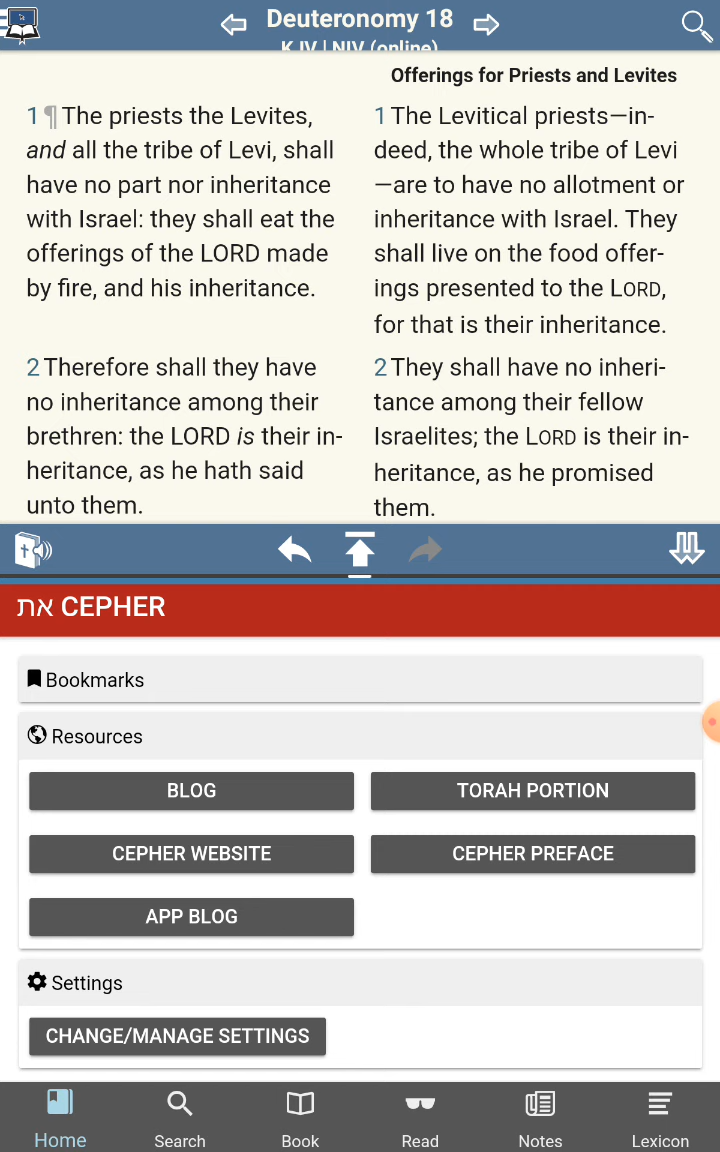 Deuteronomy 18
KJV | NIV (online)
Offerings for Priests and Levites
1 ¶ The priests the Levites,
and all the tribe of Levi, shall
have no part nor inheritance
with Israel: they shall eat the
offerings of the LORD made
by fire, and his inheritance.
1 The Levitical priests—in-
deed, the whole tribe of Levi
—are to have no allotment or
inheritance with Israel. They
shall live on the food offer-
ings presented to the LORD,
for that is their inheritance.
2 Therefore shall they have
no inheritance among their
brethren: the LORD is their in-
heritance, as he hath said
unto them.
2 They shall have no inheri-
tance among their fellow
Israelites; the LORD is their in-
heritance, as he promised
them.
את CEPHER
Bookmarks
Resources
BLOG
TORAH PORTION
CEPHER WEBSITE
CEPHER PREFACE
APP BLOG
Settings
CHANGE/MANAGE SETTINGS
Home
Search
Book
Read
Notes
Lexicon